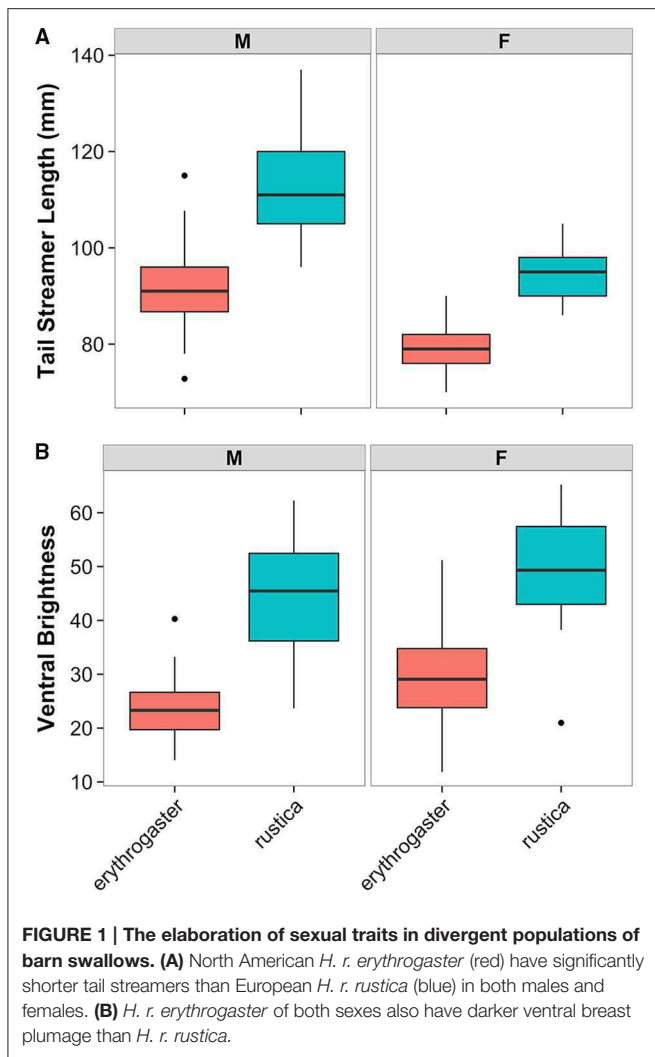 A
M
F
Tail Streamer Length (mm)
140
120
100
80
B
M
F
Ventral Brightness
60
50
40
30
20
10
erythrogaster
rustica
erythrogaster
rustica
FIGURE 1 | The elaboration of sexual traits in divergent populations of
barn swallows. (A) North American H. r. erythrogaster (red) have significantly
shorter tail streamers than European H. r. rustica (blue) in both males and
females. (B) H. r. erythrogaster of both sexes also have darker ventral breast
plumage than H. r. rustica.